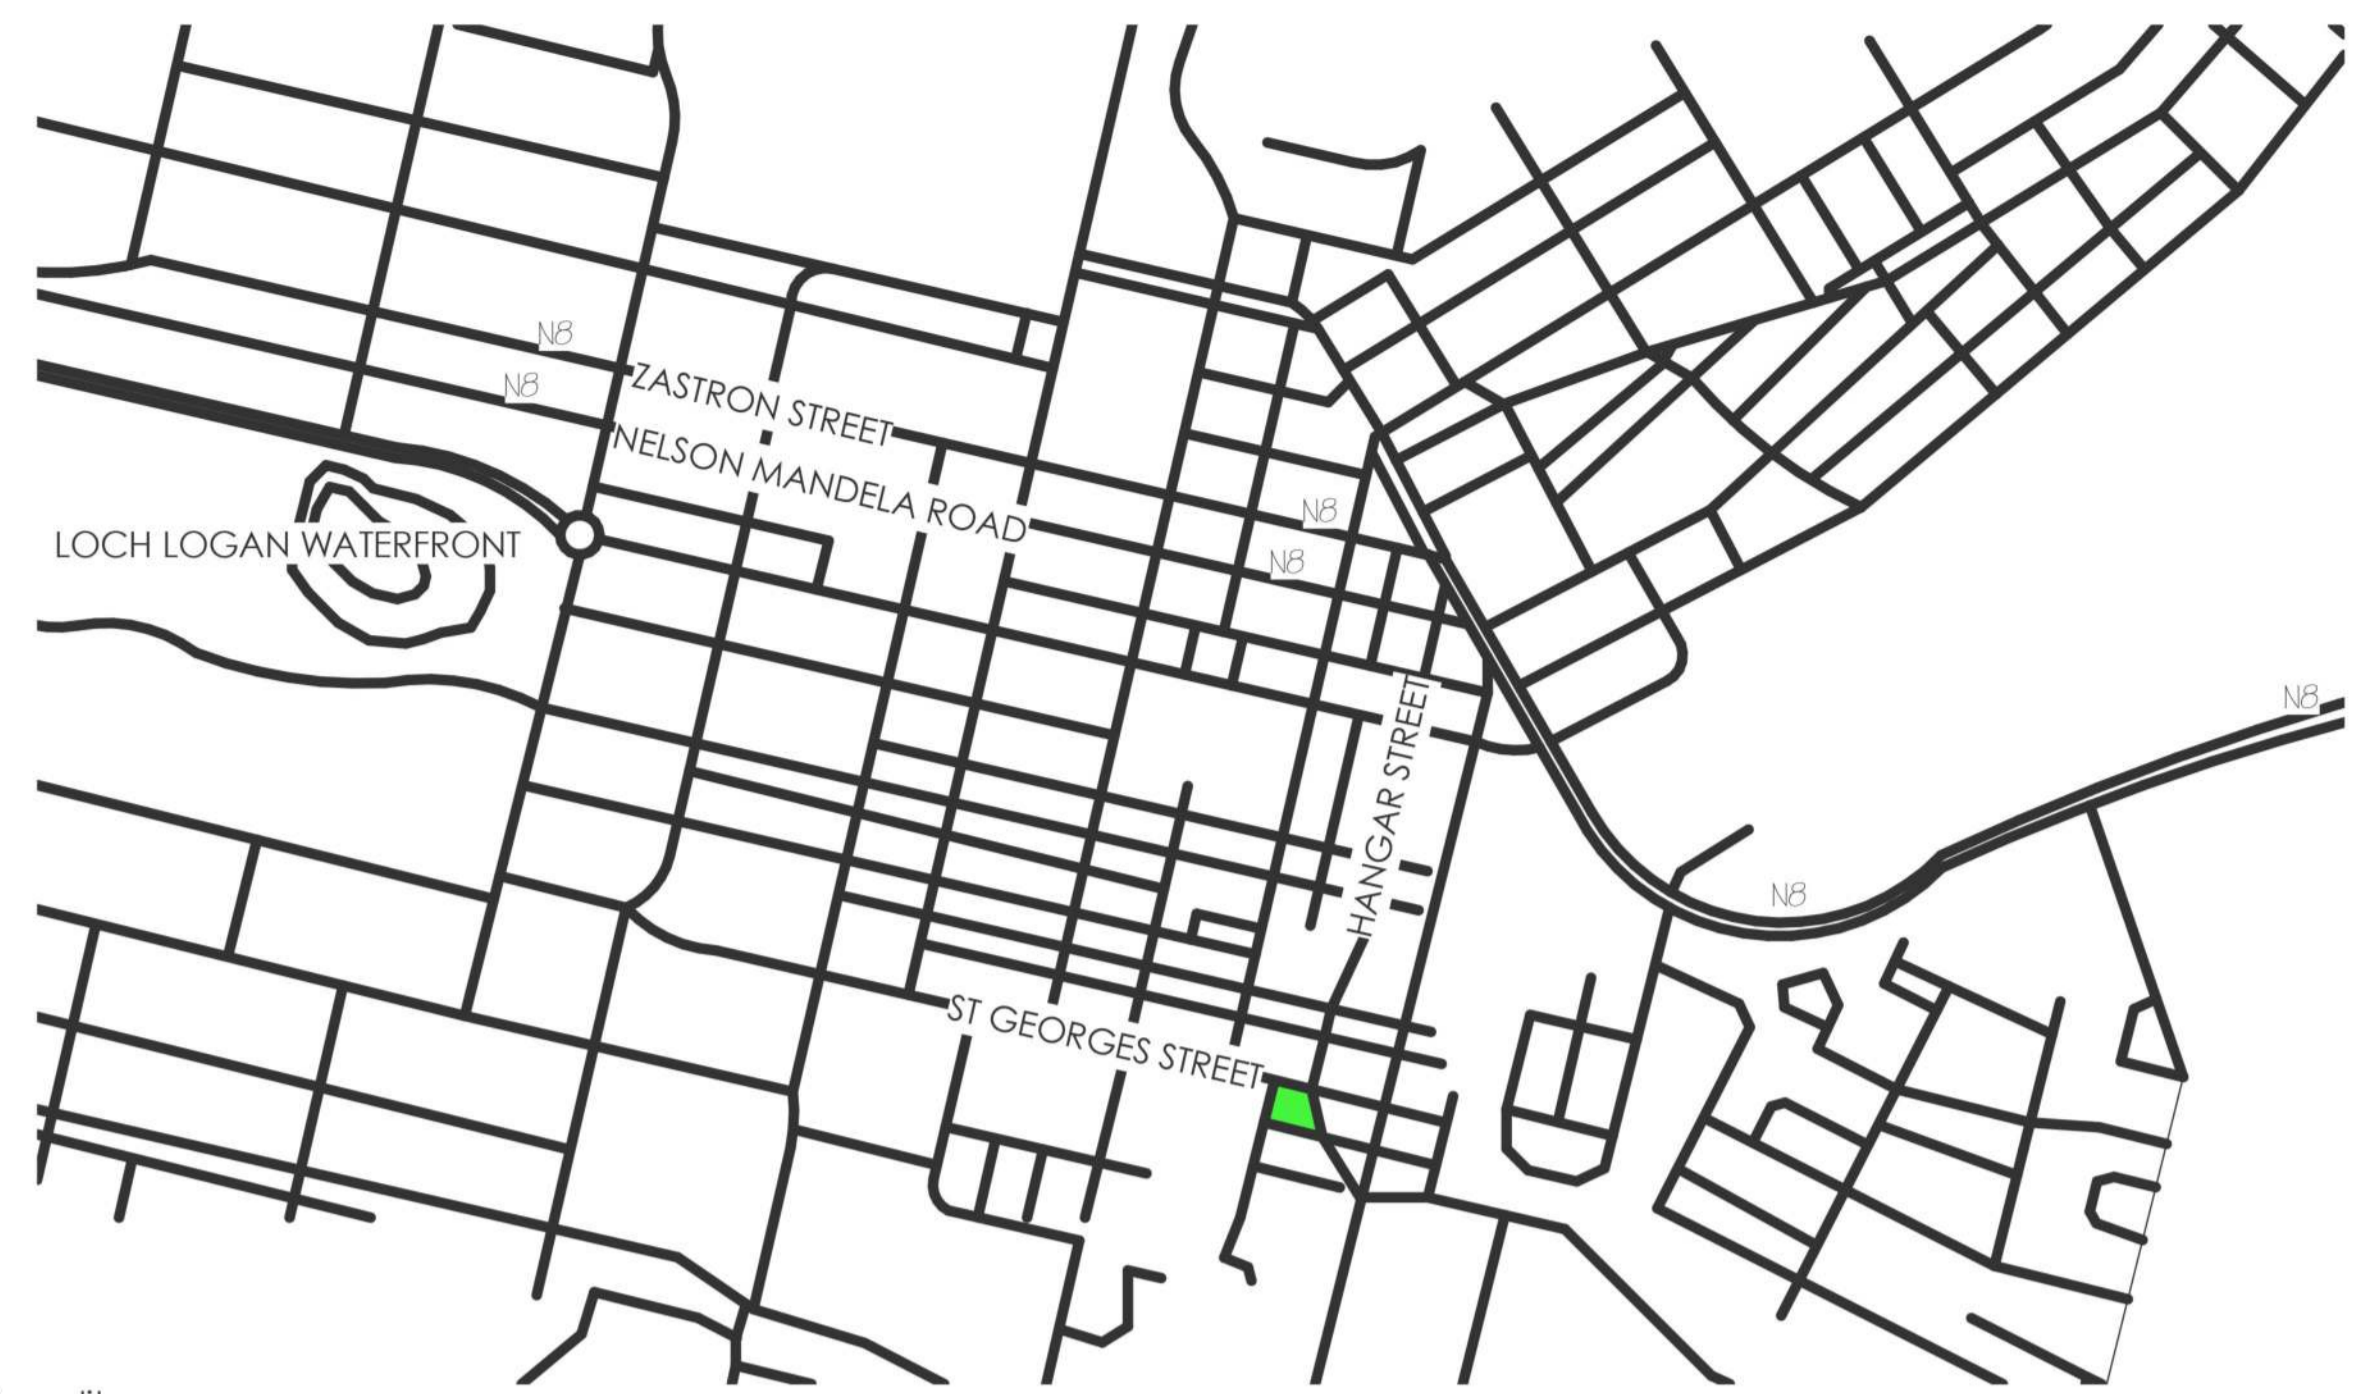 N8
ZASTRON STREET
N8
NELSON MANDELA ROAD
N8
LOCH LOGAN WATERFRONT
N8
HANGAR STREET
N8
N8
ST GEORGES STREET